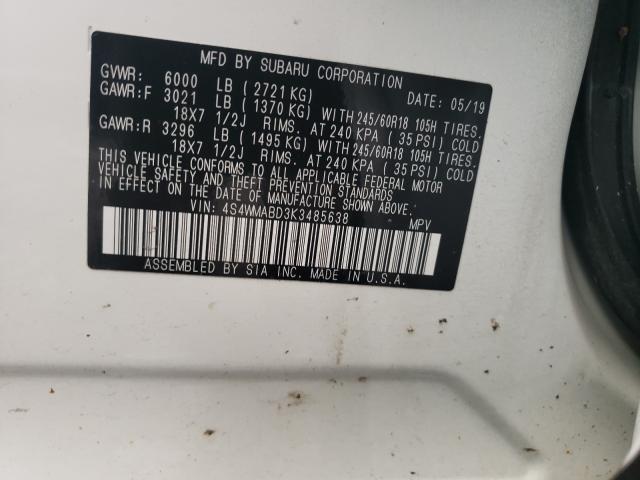 MFD BY SUBARU CORPORATION
GVWR: 6000 LB ( 2721 KG) DATE: 05/19
GAWR:F 3021 LB ( 1370 KG) WITH 245/60R18 105H TIRES.
18X7 1/2J RIMS. AT 240 KPA ( 35 PSI) COLD
GAWR:R 3296 LB ( 1495 KG) WITH 245/60R18 105H TIRES.
18X7 1/2J RIMS. AT 240 KPA ( 35 PSI) COLD
THIS VEHICLE CONFORMS TO ALL APPLICABLE FEDERAL MOTOR
VEHICLE SAFETY AND THEFT PREVENTION STANDARDS
IN EFFECT ON THE DATE OF MANUFACTURE SHOWN ABOVE.
VIN: 4S4WMABD3K3485638 MPV
ASSEMBLED BY SIA INC. MADE IN U.S.A.